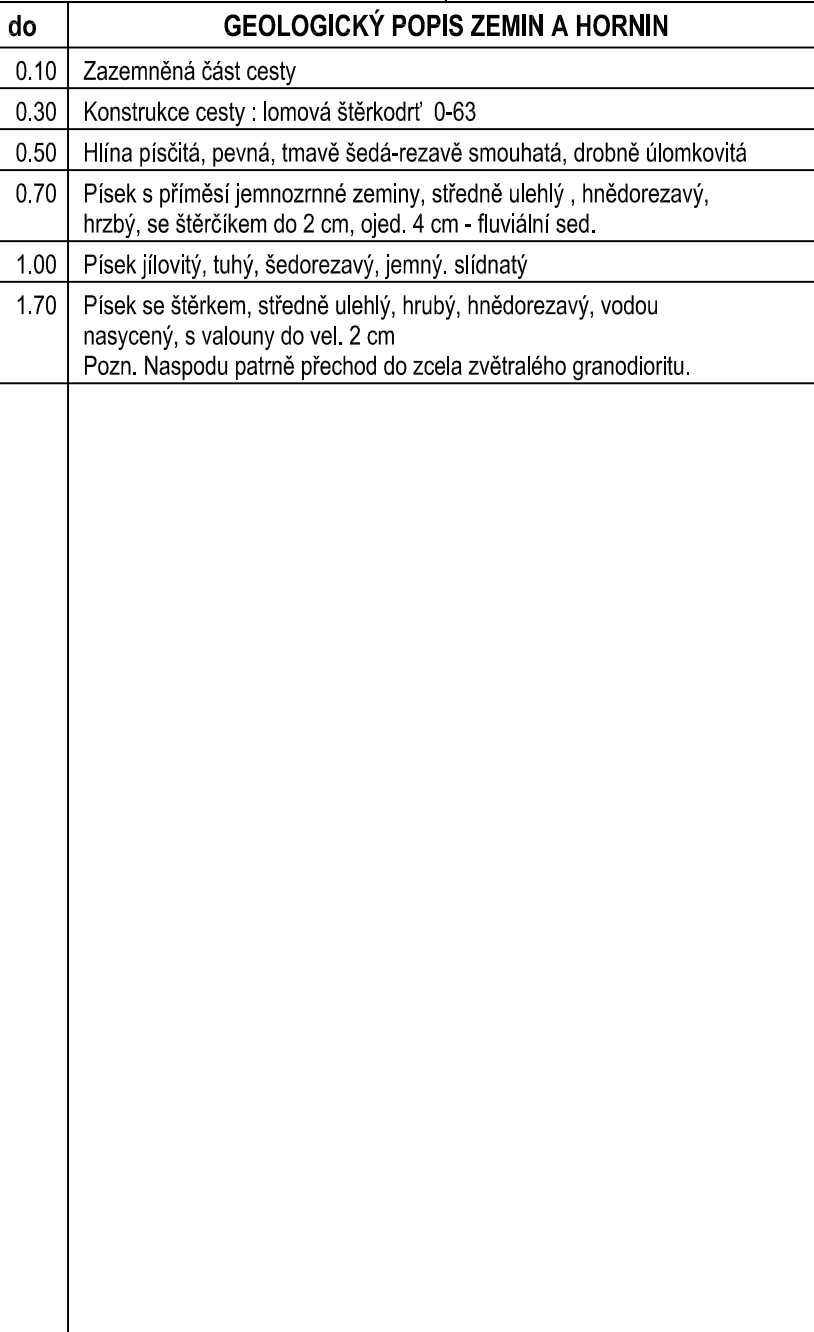 do GEOLOGICKÝ POPIS ZEMIN A HORNIN
0.10 Zazemněná část cesty
0.30 Konstrukce cesty : lomová štěrkodrť 0-63
0.50 Hlína písčitá, pevná, tmavě šedá-rezavě smouhatá, drobně úlomkovitá
0.70 Písek s příměsí jemnozrnné zeminy, středně ulehlý , hnědorezavý,
hrzbý, se štěrčíkem do 2 cm, ojed. 4 cm - fluviální sed.
1.00 Písek jílovitý, tuhý, šedorezavý, jemný. slídnatý
1.70 Písek se štěrkem, středně ulehlý, hrubý, hnědorezavý, vodou
nasycený, s valouny do vel. 2 cm
Pozn. Naspodu patrně přechod do zcela zvětralého granodioritu.